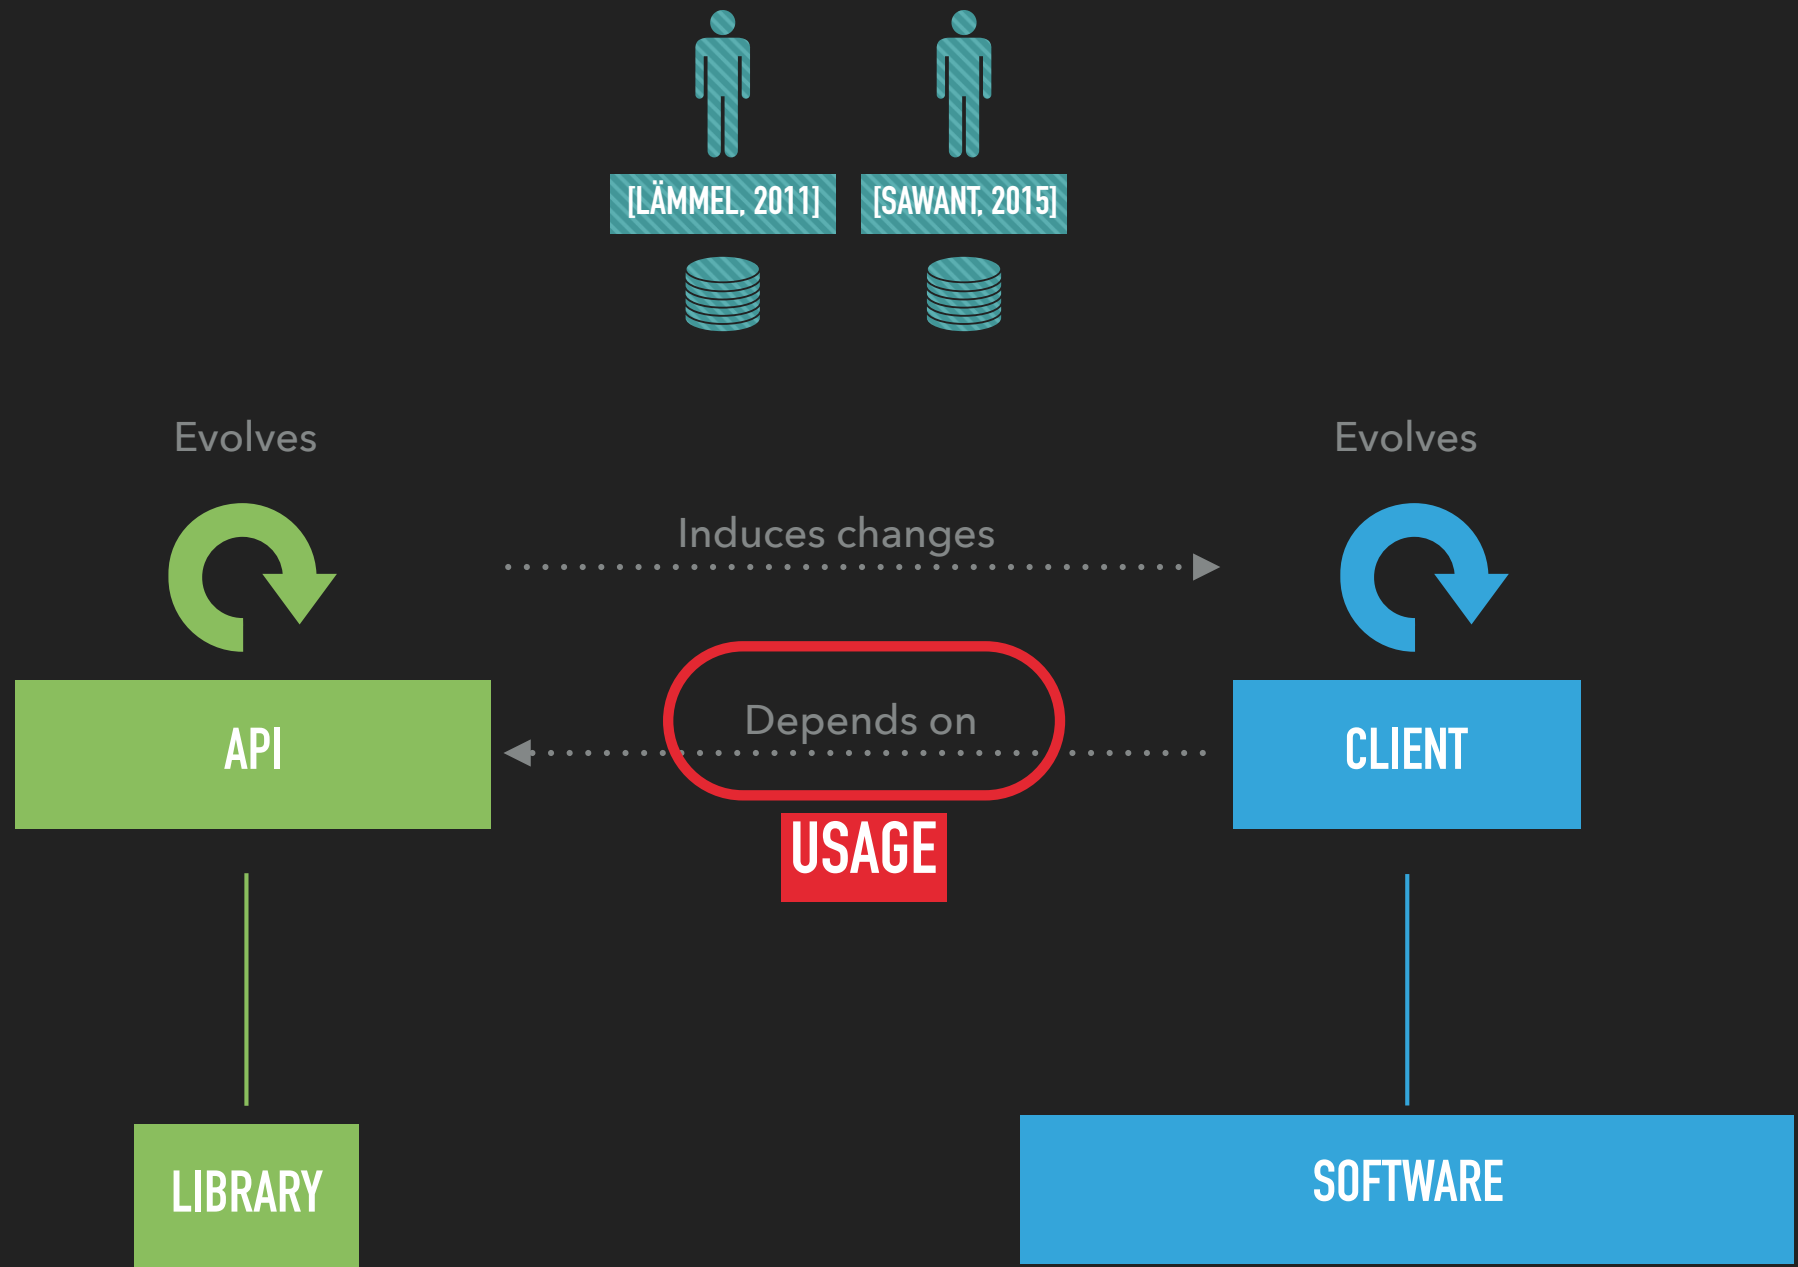 [LÄMMEL, 2011]
[SAWANT, 2015]
Evolves
Evolves
Induces changes
Depends on
API
CLIENT
USAGE
LIBRARY
SOFTWARE